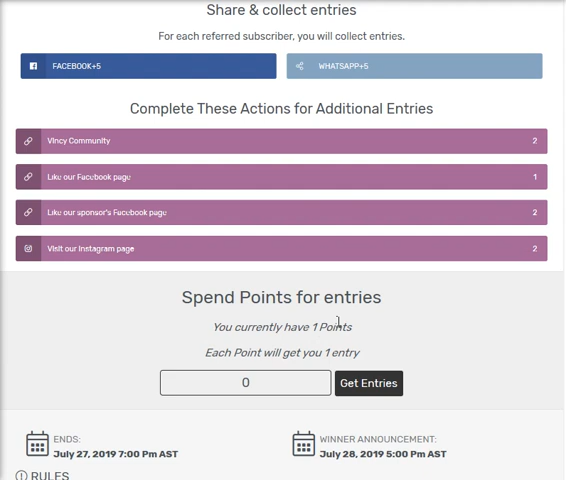 Share & collect entries
For each referred subscriber, you will collect entries.
FACEBOOK+5
WHATSAPP+5
Complete These Actions for Additional Entries
Vincy Community 2
Like our Facebook page 1
Like our sponsor's Facebook page 2
Visit our Instagram page 2
Spend Points for entries
You currently have 1 Points
Each Point will get you 1 entry
0
Get Entries
ENDS:
July 27, 2019 7:00 Pm AST
WINNER ANNOUNCEMENT:
July 28, 2019 5:00 Pm AST
RULES